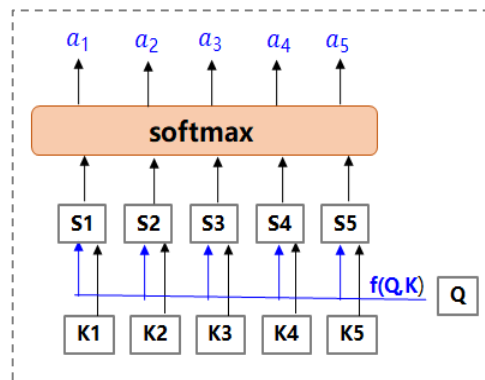 a1 a2 a3 a4 a5
softmax
S1 S2 S3 S4 S5
f(Q,K)
Q
K1 K2 K3 K4 K5